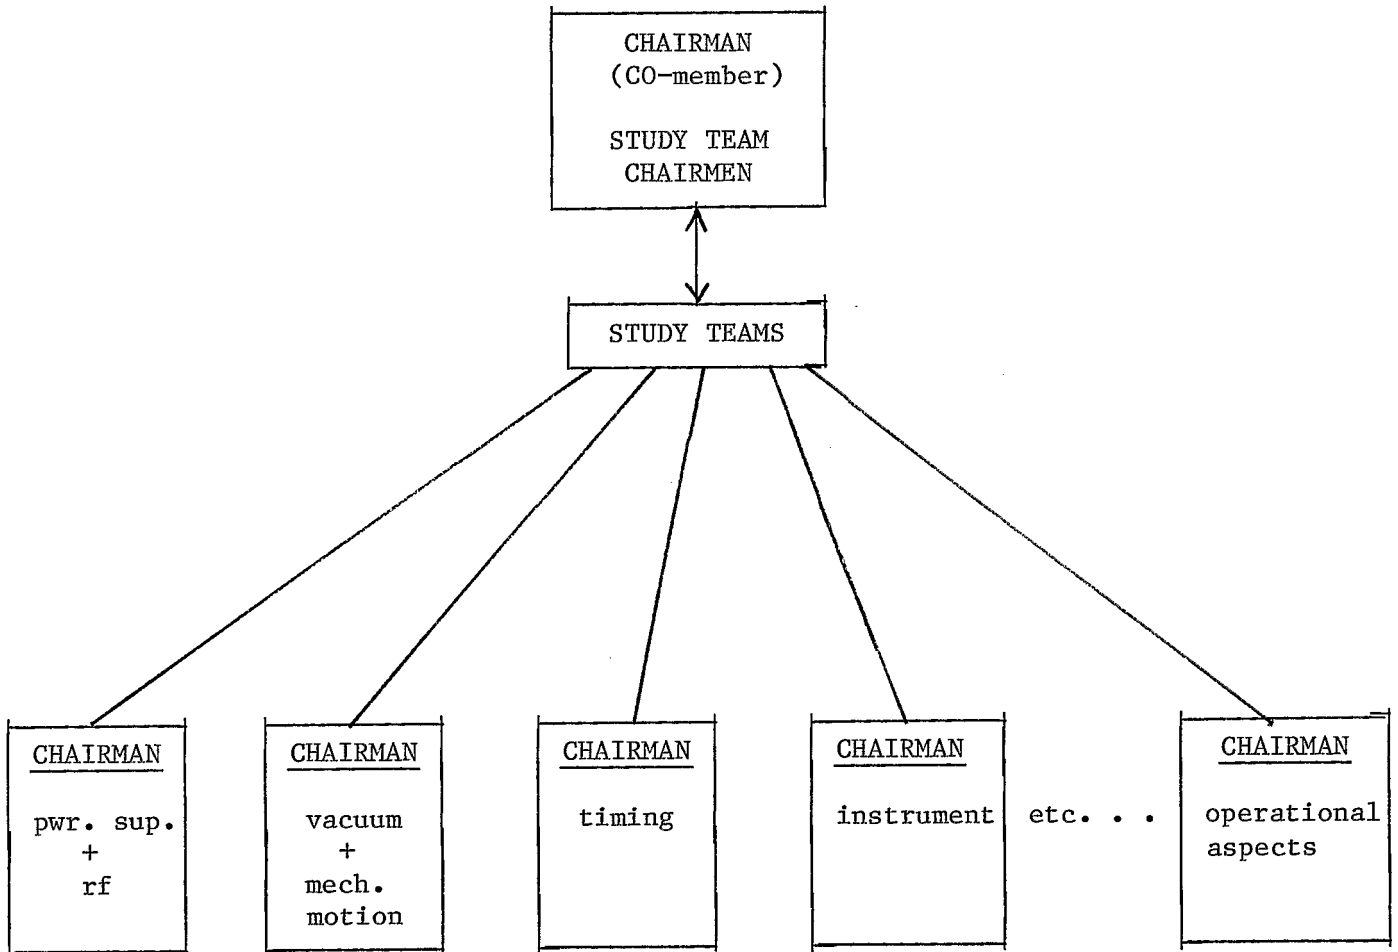 CHAIRMAN
(CO-member)
STUDY TEAM
CHAIRMEN
STUDY TEAMS
CHAIRMAN
pwr. sup.
+
rf
CHAIRMAN
vacuum
+
mech.
motion
CHAIRMAN
timing
CHAIRMAN
instrument
etc. . .
CHAIRMAN
operational
aspects